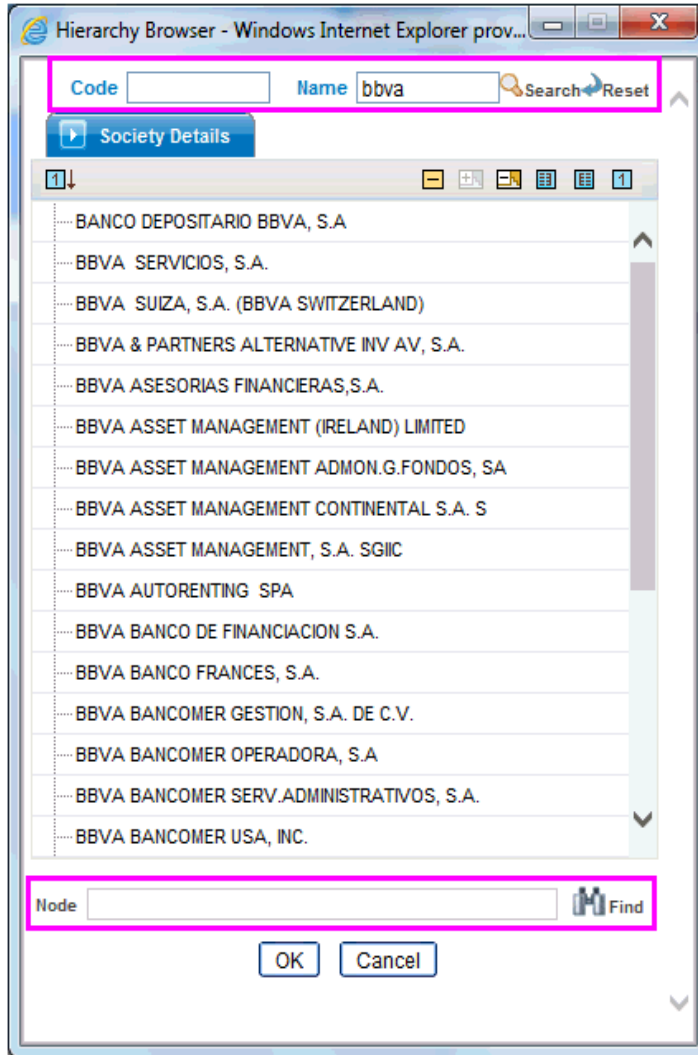 Hierarchy Browser - Windows Internet Explorer prov...
Code Name bbva Search Reset
Society Details
1 1
BANCO DEPOSITARIO BBVA, S.A
BBVA SERVICIOS, S.A.
BBVA SUIZA, S.A. (BBVA SWITZERLAND)
BBVA & PARTNERS ALTERNATIVE INV AV, S.A.
BBVA ASESORIAS FINANCIERAS,S.A.
BBVA ASSET MANAGEMENT (IRELAND) LIMITED
BBVA ASSET MANAGEMENT ADMON.G.FONDOS, SA
BBVA ASSET MANAGEMENT CONTINENTAL S.A. S
BBVA ASSET MANAGEMENT, S.A. SGIIC
BBVA AUTORENTING SPA
BBVA BANCO DE FINANCIACION S.A.
BBVA BANCO FRANCES, S.A.
BBVA BANCOMER GESTION, S.A. DE C.V.
BBVA BANCOMER OPERADORA, S.A
BBVA BANCOMER SERV.ADMINISTRATIVOS, S.A.
BBVA BANCOMER USA, INC.
Node Find
OK Cancel